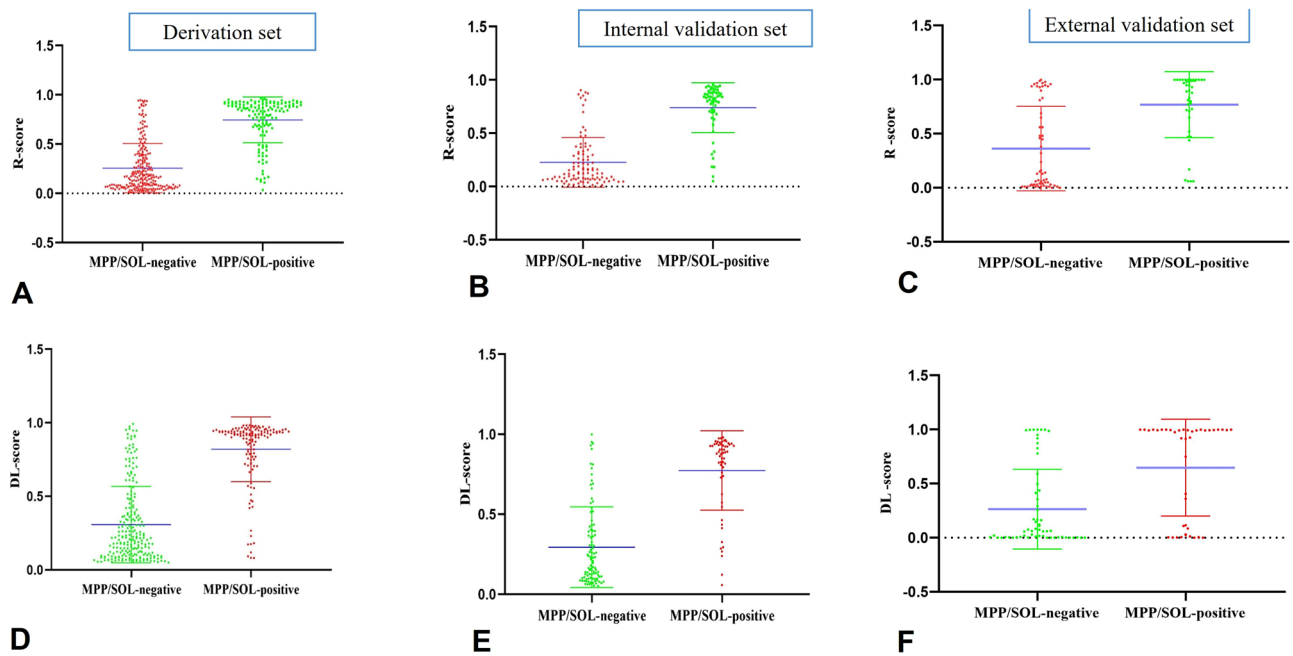 Derivation set
Internal validation set
External validation set
1.5
1.0
0.5
0.0
-0.5
R-score
MPP/SOL-negative
MPP/SOL-positive
A
1.5
1.0
0.5
0.0
-0.5
R-score
MPP/SOL-negative
MPP/SOL-positive
B
1.5
1.0
0.5
0.0
-0.5
R -score
MPP/SOL-negative
MPP/SOL-positive
C
1.5
1.0
0.5
0.0
DL-score
MPP/SOL-negative
MPP/SOL-positive
D
1.5
1.0
0.5
0.0
DL-score
MPP/SOL-negative
MPP/SOL-positive
E
1.5
1.0
0.5
0.0
-0.5
DL -score
MPP/SOL-negative
MPP/SOL-positive
F